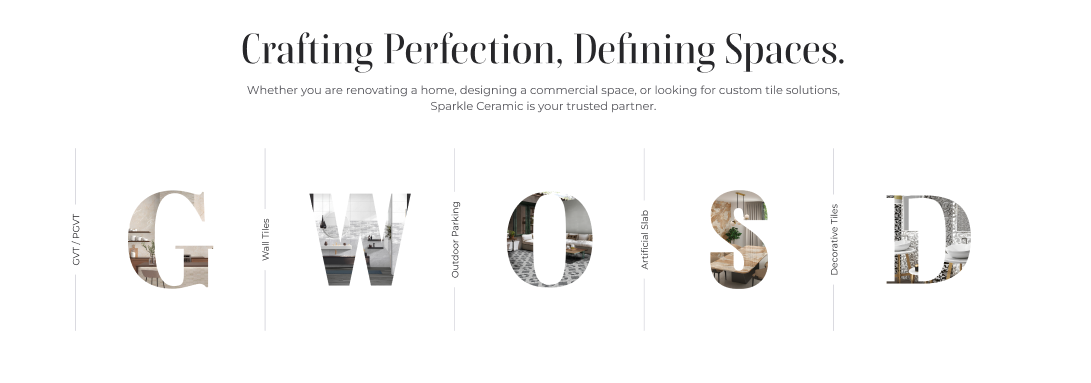 Crafting Perfection, Defining Spaces.
Whether you are renovating a home, designing a commercial space, or looking for custom tile solutions,
Sparkle Ceramic is your trusted partner.
GVT / PGVT
G
Wall Tiles
W
Outdoor Parking
O
Artificial Slab
S
Decorative Tiles
D